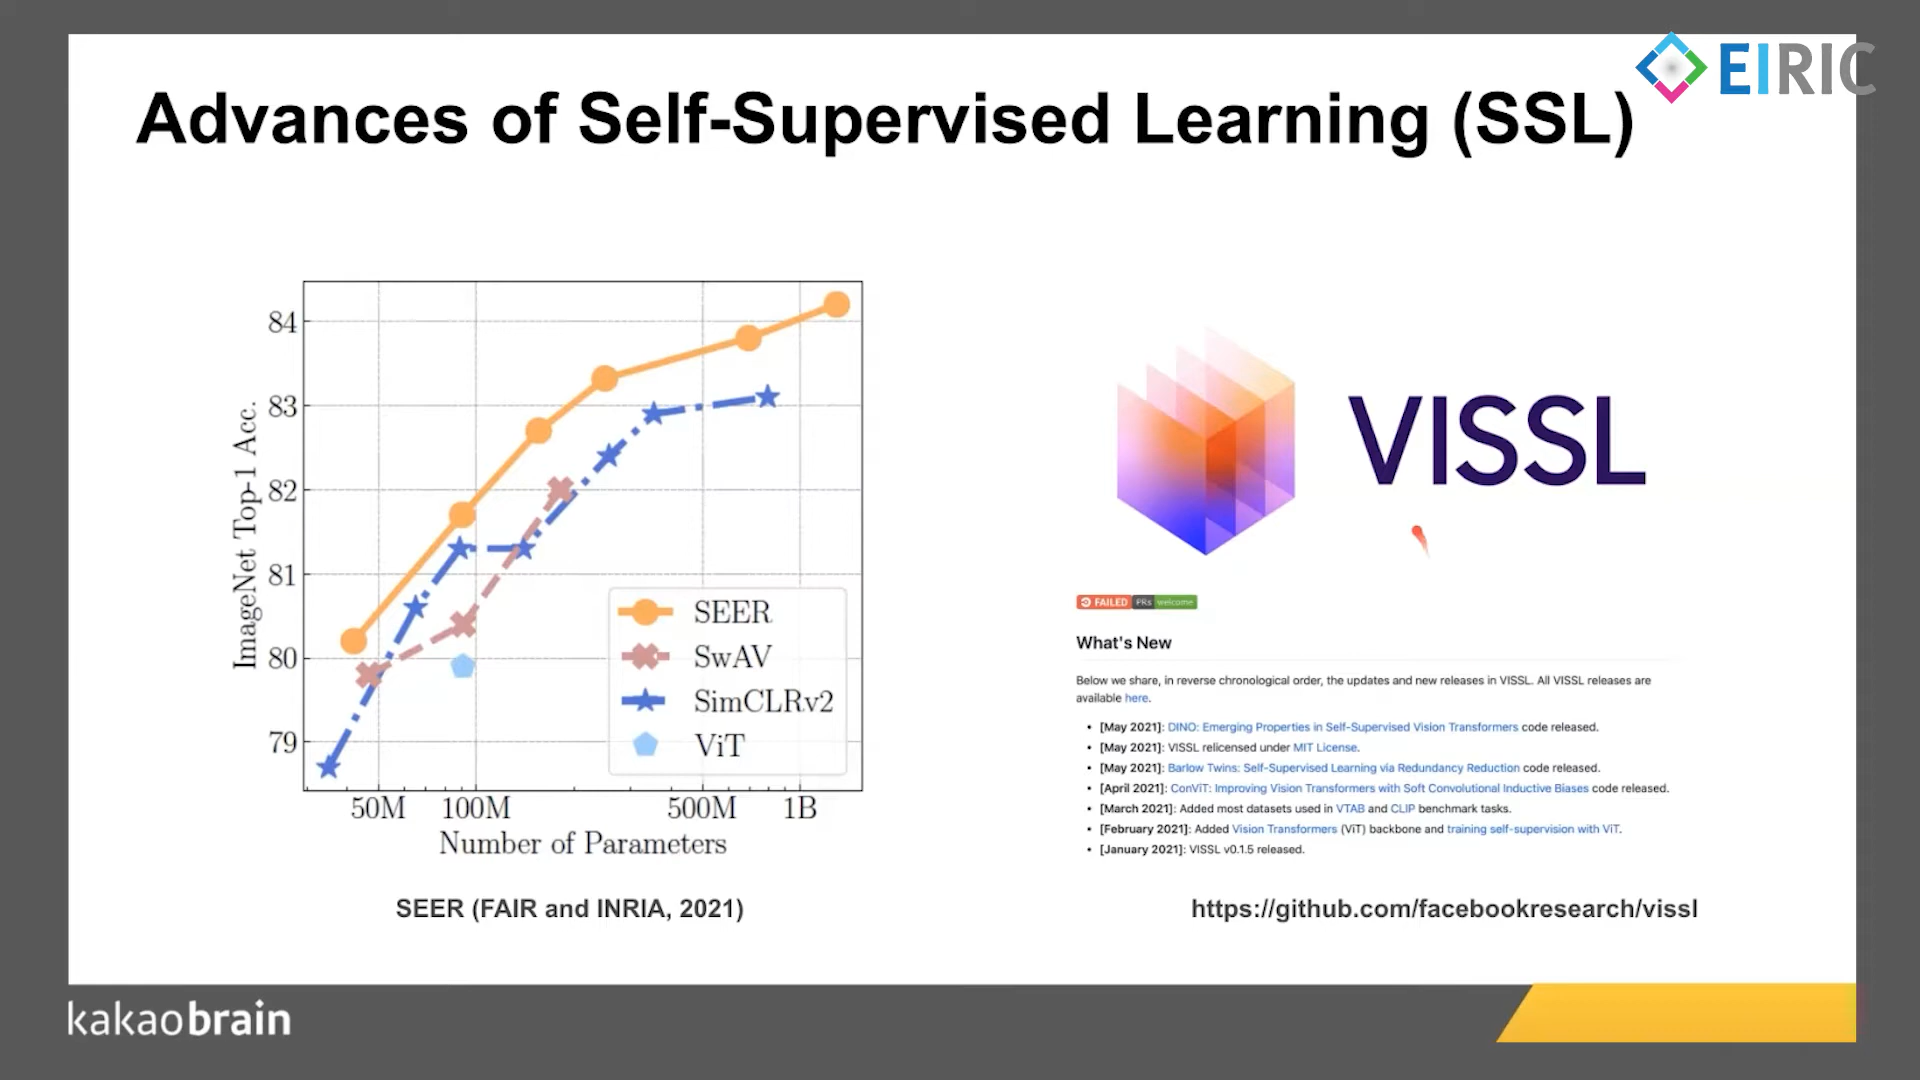 EIRIC
Advances of Self-Supervised Learning (SSL)
84
83
82
81
80
79
ImageNet Top-1 Acc.
SEER
SwAV
SimCLRv2
ViT
50M 100M 500M 1B
Number of Parameters
SEER (FAIR and INRIA, 2021)
VISSL
FAILED PRs welcome
What's New
Below we share, in reverse chronological order, the updates and new releases in VISSL. All VISSL releases are
available here.
• [May 2021]: DINO: Emerging Properties in Self-Supervised Vision Transformers code released.
• [May 2021]: VISSL relicensed under MIT License.
• [May 2021]: Barlow Twins: Self-Supervised Learning via Redundancy Reduction code released.
• [April 2021]: ConViT: Improving Vision Transformers with Soft Convolutional Inductive Biases code released.
• [March 2021]: Added most datasets used in VTAB and CLIP benchmark tasks.
• [February 2021]: Added Vision Transformers (ViT) backbone and training self-supervision with ViT.
• [January 2021]: VISSL v0.1.5 released.
https://github.com/facebookresearch/vissl
kakaobrain